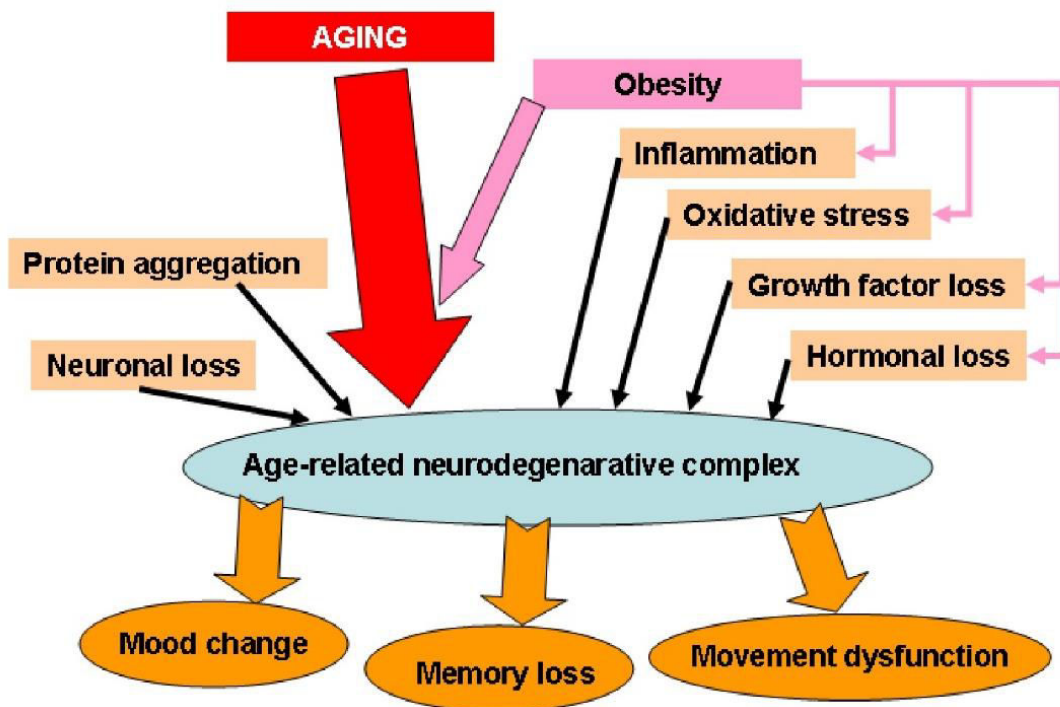 AGING
Obesity
Inflammation
Oxidative stress
Protein aggregation
Growth factor loss
Neuronal loss
Hormonal loss
Age-related neurodegenarative complex
Mood change
Memory loss
Movement dysfunction